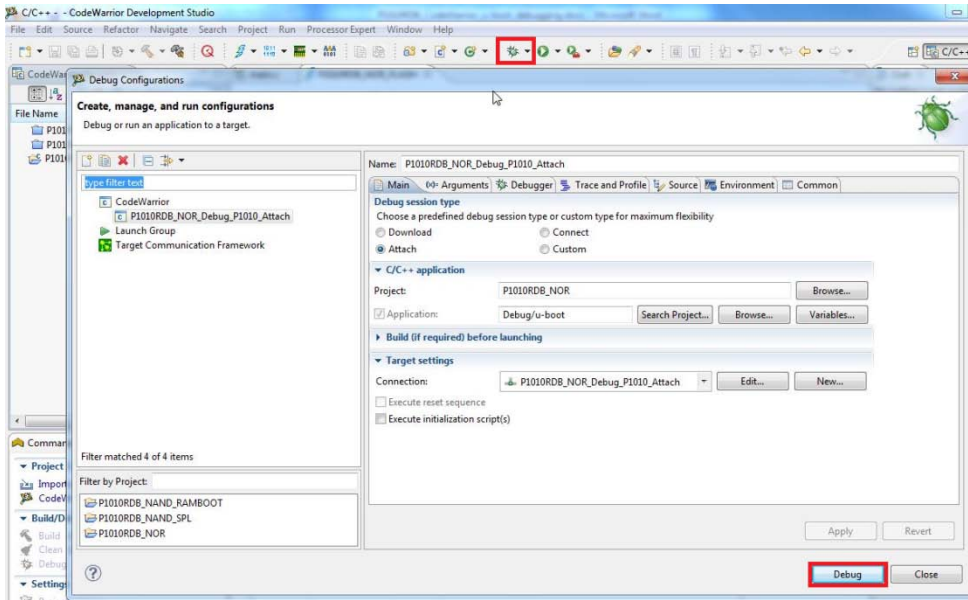 C/C++ - - CodeWarrior Development Studio
File Edit Source Refactor Navigate Search Project Run Processor Expert Window Help
C/C++
CodeWar
File Name
P101
P101
P1010
Debug Configurations
Create, manage, and run configurations
Debug or run an application to a target.
type filter text
CodeWarrior
P1010RDB_NOR_Debug_P1010_Attach
Launch Group
Target Communication Framework
Filter matched 4 of 4 items
Filter by Project:
P1010RDB_NAND_RAMBOOT
P1010RDB_NAND_SPL
P1010RDB_NOR
Name: P1010RDB_NOR_Debug_P1010_Attach
Main Arguments Debugger Trace and Profile Source Environment Common
Debug session type
Choose a predefined debug session type or custom type for maximum flexibility
Download Connect
Attach Custom
C/C++ application
Project: P1010RDB_NOR Browse...
Application: Debug/u-boot Search Project... Browse... Variables...
Build (if required) before launching
Target settings
Connection: P1010RDB_NOR_Debug_P1010_Attach Edit... New...
Execute reset sequence
Execute initialization script(s)
Apply Revert
Debug Close
Comman
Project
Import
CodeW
Build/D
Build
Clean
Debug
Setting